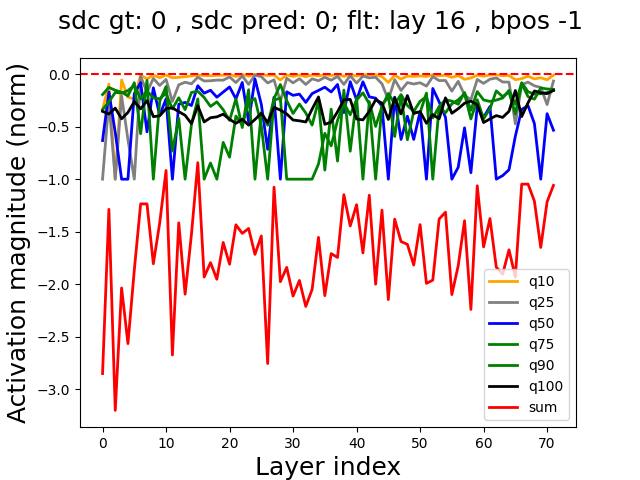 sdc gt: 0 , sdc pred: 0; flt: lay 16 , bpos -1
Activation magnitude (norm)
0.0
−0.5
−1.0
−1.5
−2.0
−2.5
−3.0
q10
q25
q50
q75
q90
q100
sum
0 10 20 30 40 50 60 70
Layer index